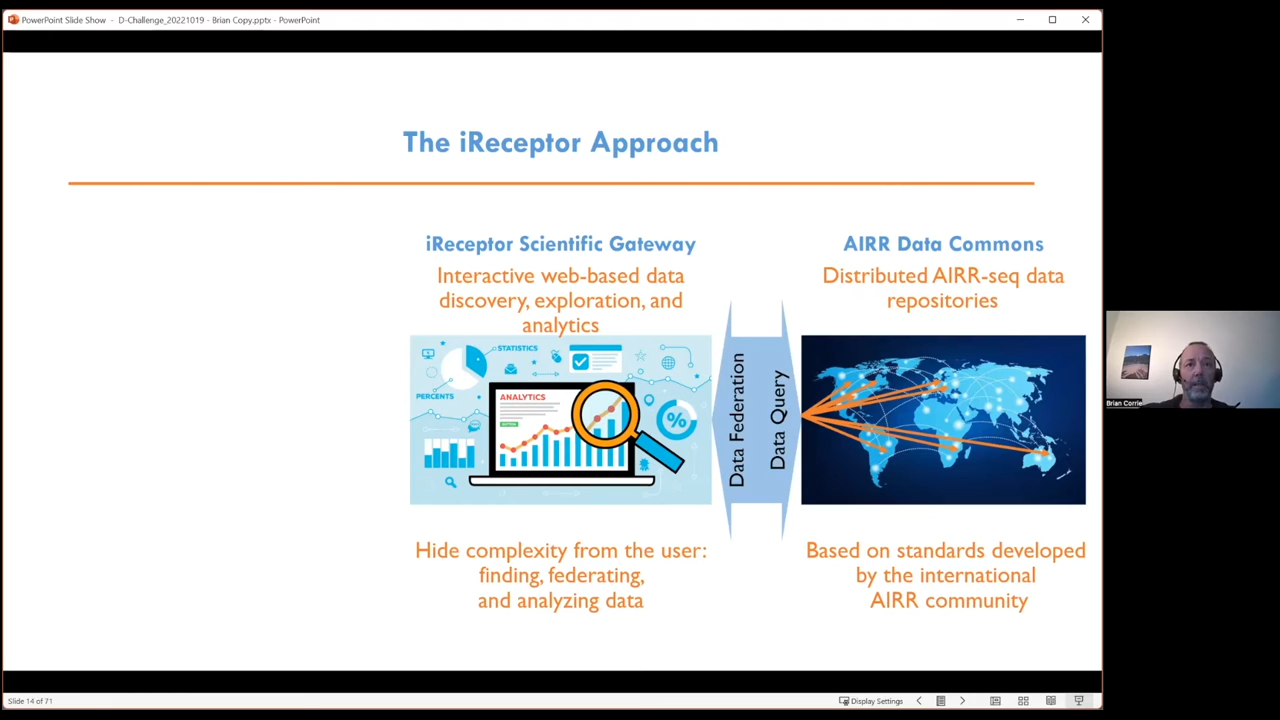 PowerPoint Slide Show - D-Challenge_20221019 - Brian Copy.pptx - PowerPoint
The iReceptor Approach
iReceptor Scientific Gateway
Interactive web-based data
discovery, exploration, and
analytics
STATISTICS
PERCENTS
ANALYTICS
%
Hide complexity from the user:
finding, federating,
and analyzing data
Data Federation
Data Query
AIRR Data Commons
Distributed AIRR-seq data
repositories
Based on standards developed
by the international
AIRR community
Brian Corrie
Slide 14 of 71
Display Settings